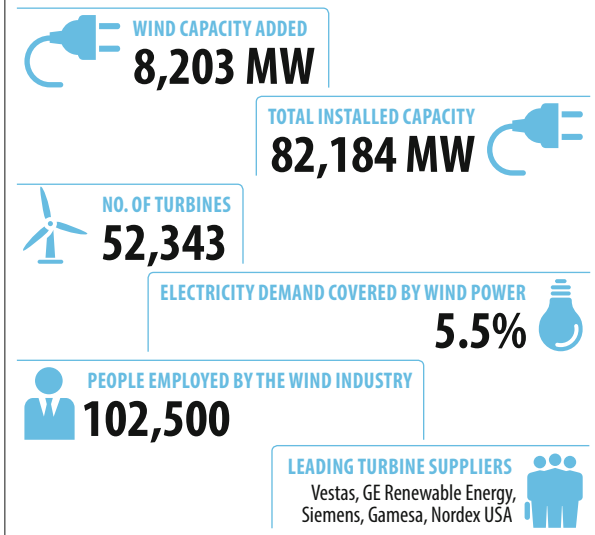 WIND CAPACITY ADDED
8,203 MW
TOTAL INSTALLED CAPACITY
82,184 MW
NO. OF TURBINES
52,343
ELECTRICITY DEMAND COVERED BY WIND POWER
5.5%
PEOPLE EMPLOYED BY THE WIND INDUSTRY
102,500
LEADING TURBINE SUPPLIERS
Vestas, GE Renewable Energy,
Siemens, Gamesa, Nordex USA